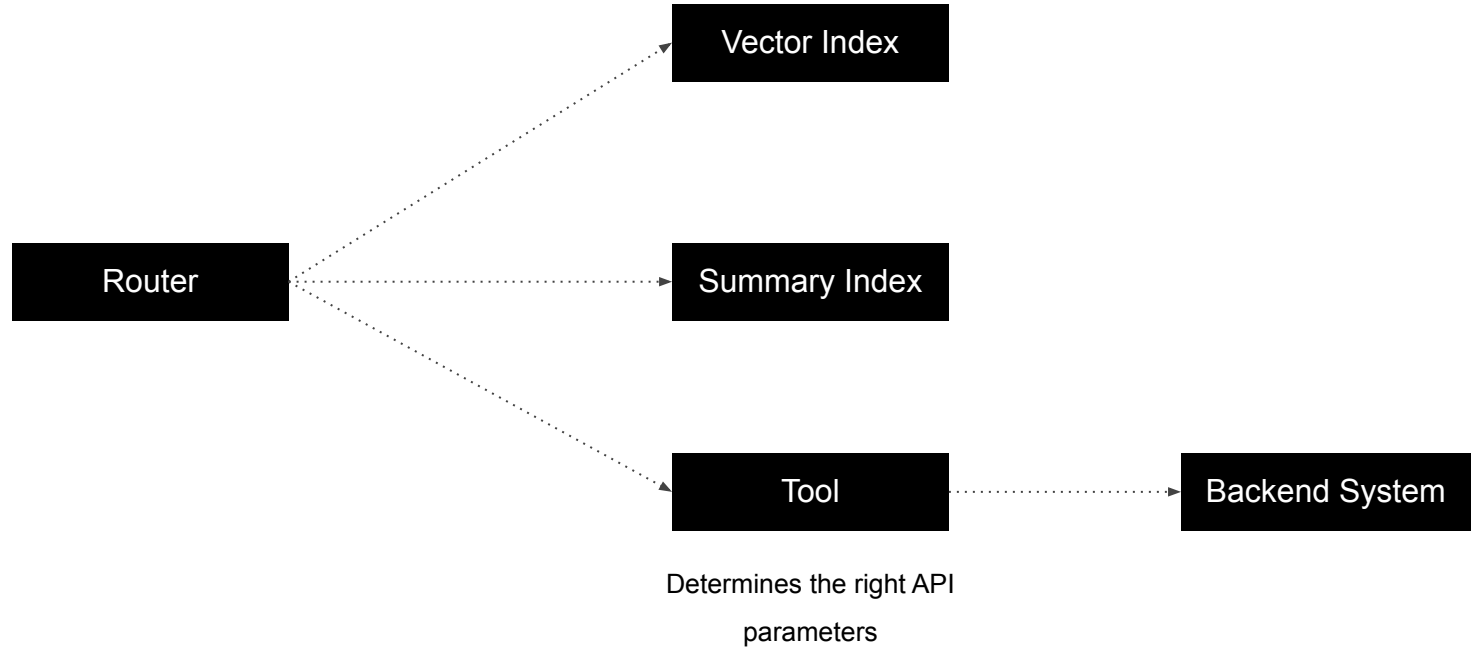 Vector Index
Router
Summary Index
Tool
Backend System
Determines the right API
parameters